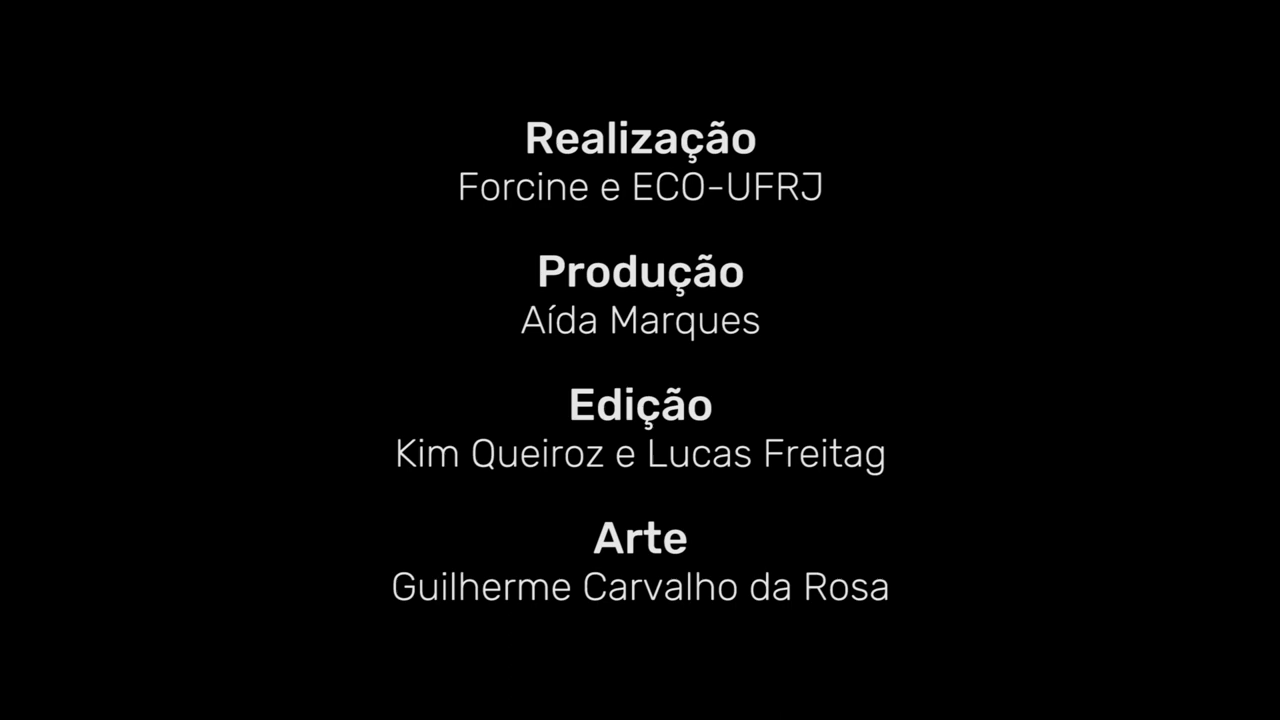 Realização
Forcine e ECO-UFRJ
Produção
Aída Marques
Edição
Kim Queiroz e Lucas Freitag
Arte
Guilherme Carvalho da Rosa